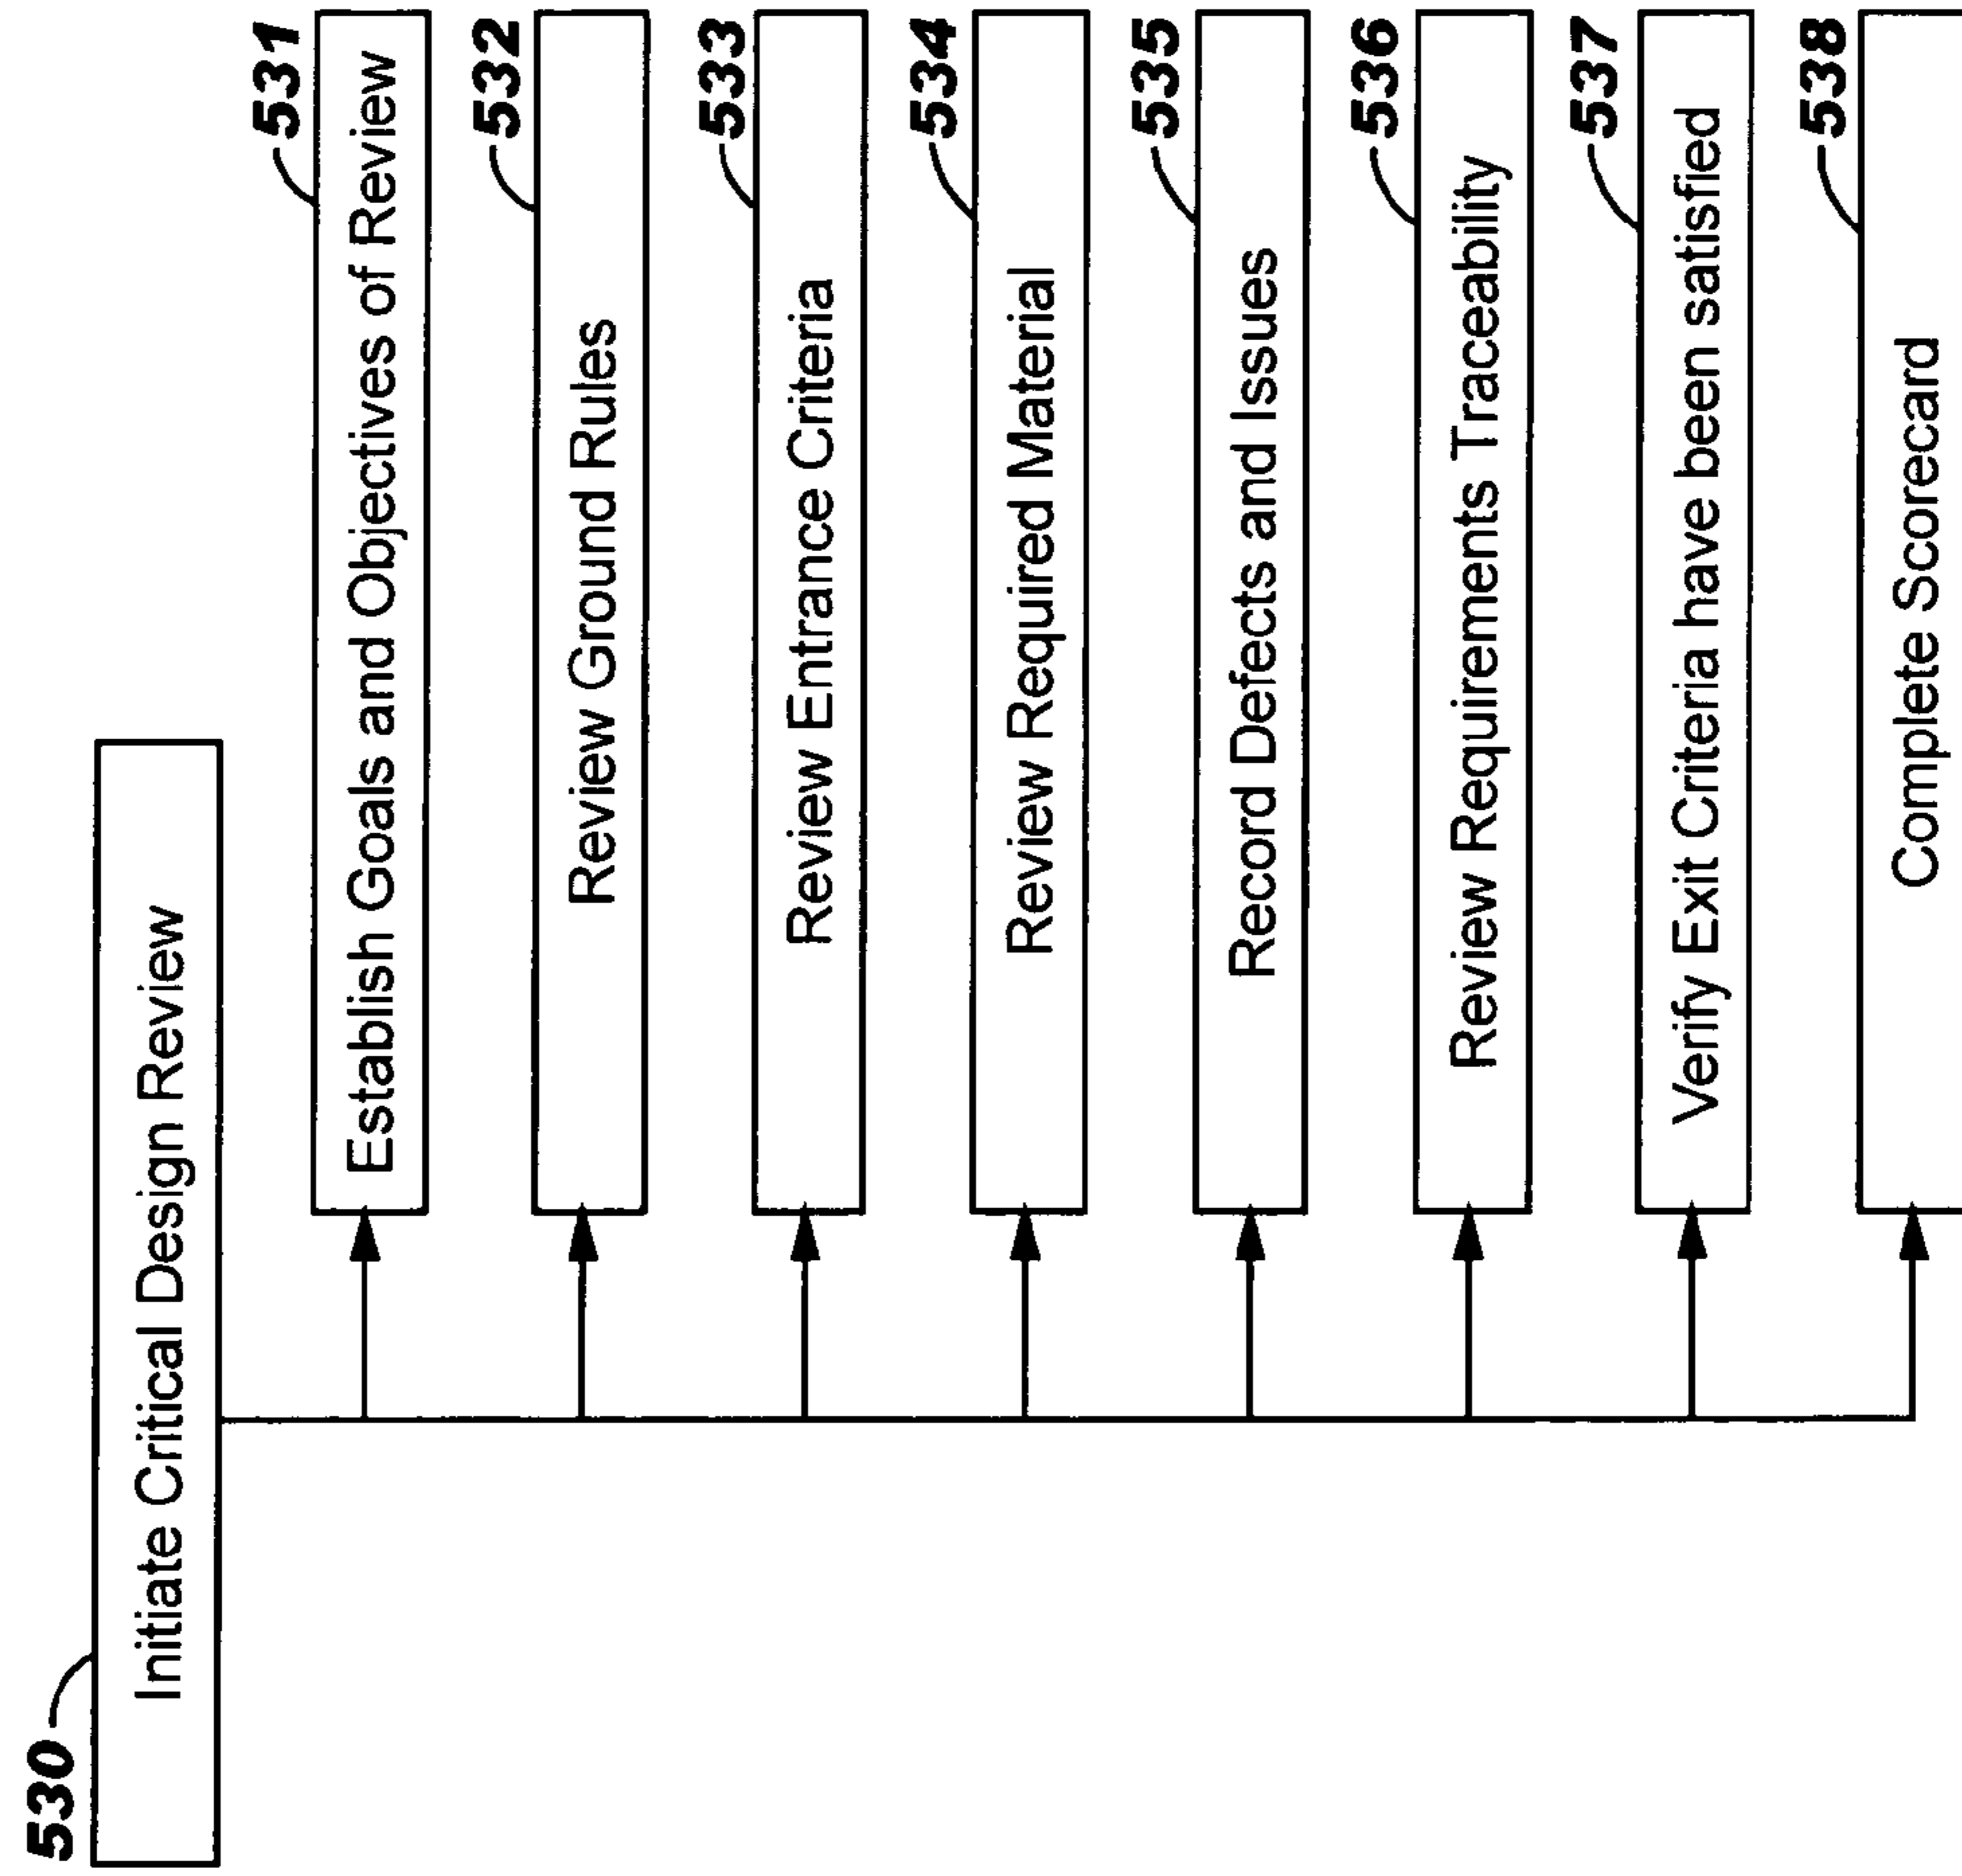 530
Initiate Critical Design Review
531
Establish Goals and Objectives of Review
532
Review Ground Rules
533
Review Entrance Criteria
534
Review Required Material
535
Record Defects and Issues
536
Review Requirements Traceability
537
Verify Exit Criteria have been satisfied
538
Complete Scorecard